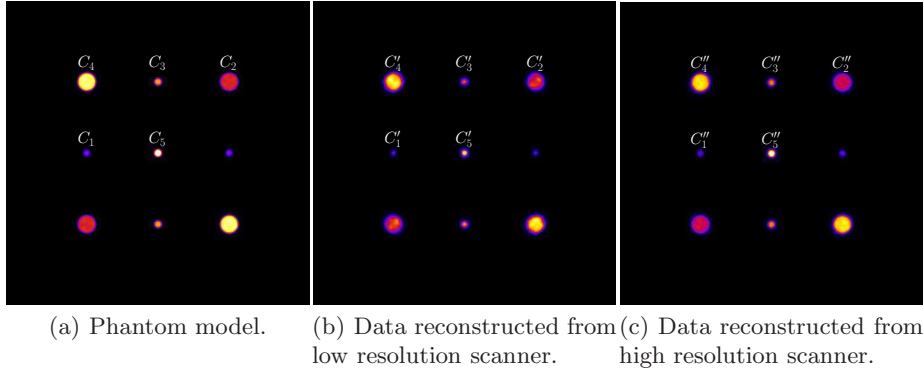 C₄ C₃ C₂
C₁ C₅
(a) Phantom model.
C′₄ C′₃ C′₂
C′₁ C′₅
(b) Data reconstructed from
low resolution scanner.
C″₄ C″₃ C″₂
C″₁ C″₅
(c) Data reconstructed from
high resolution scanner.